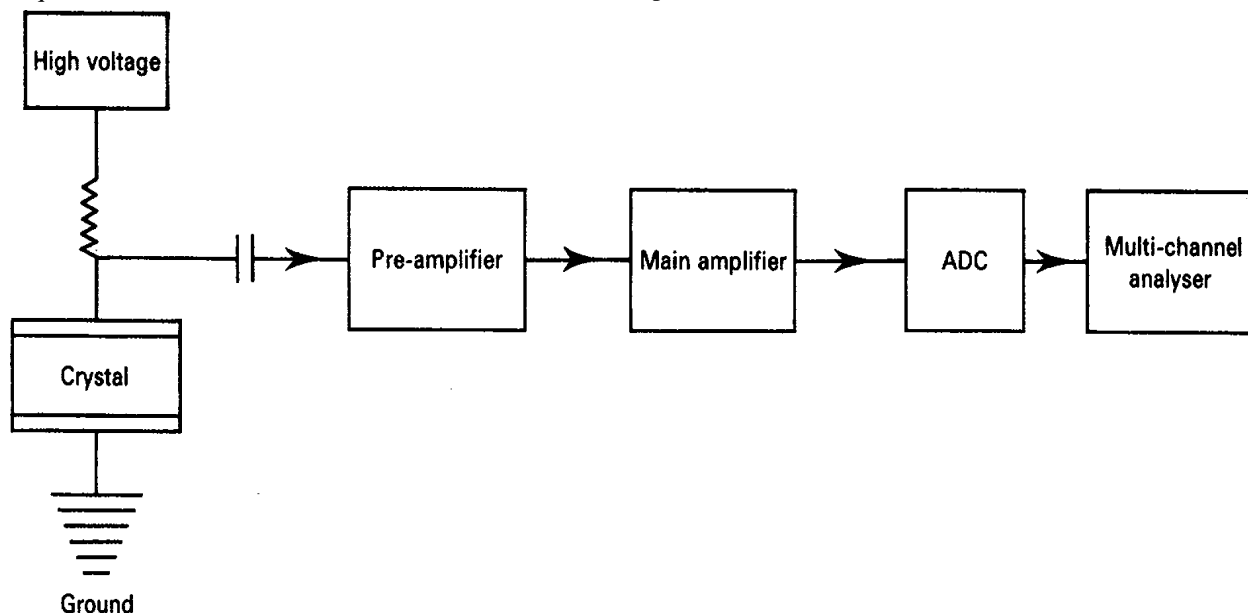 High voltage
Pre-amplifier
Main amplifier
ADC
Multi-channel
analyser
Crystal
Ground